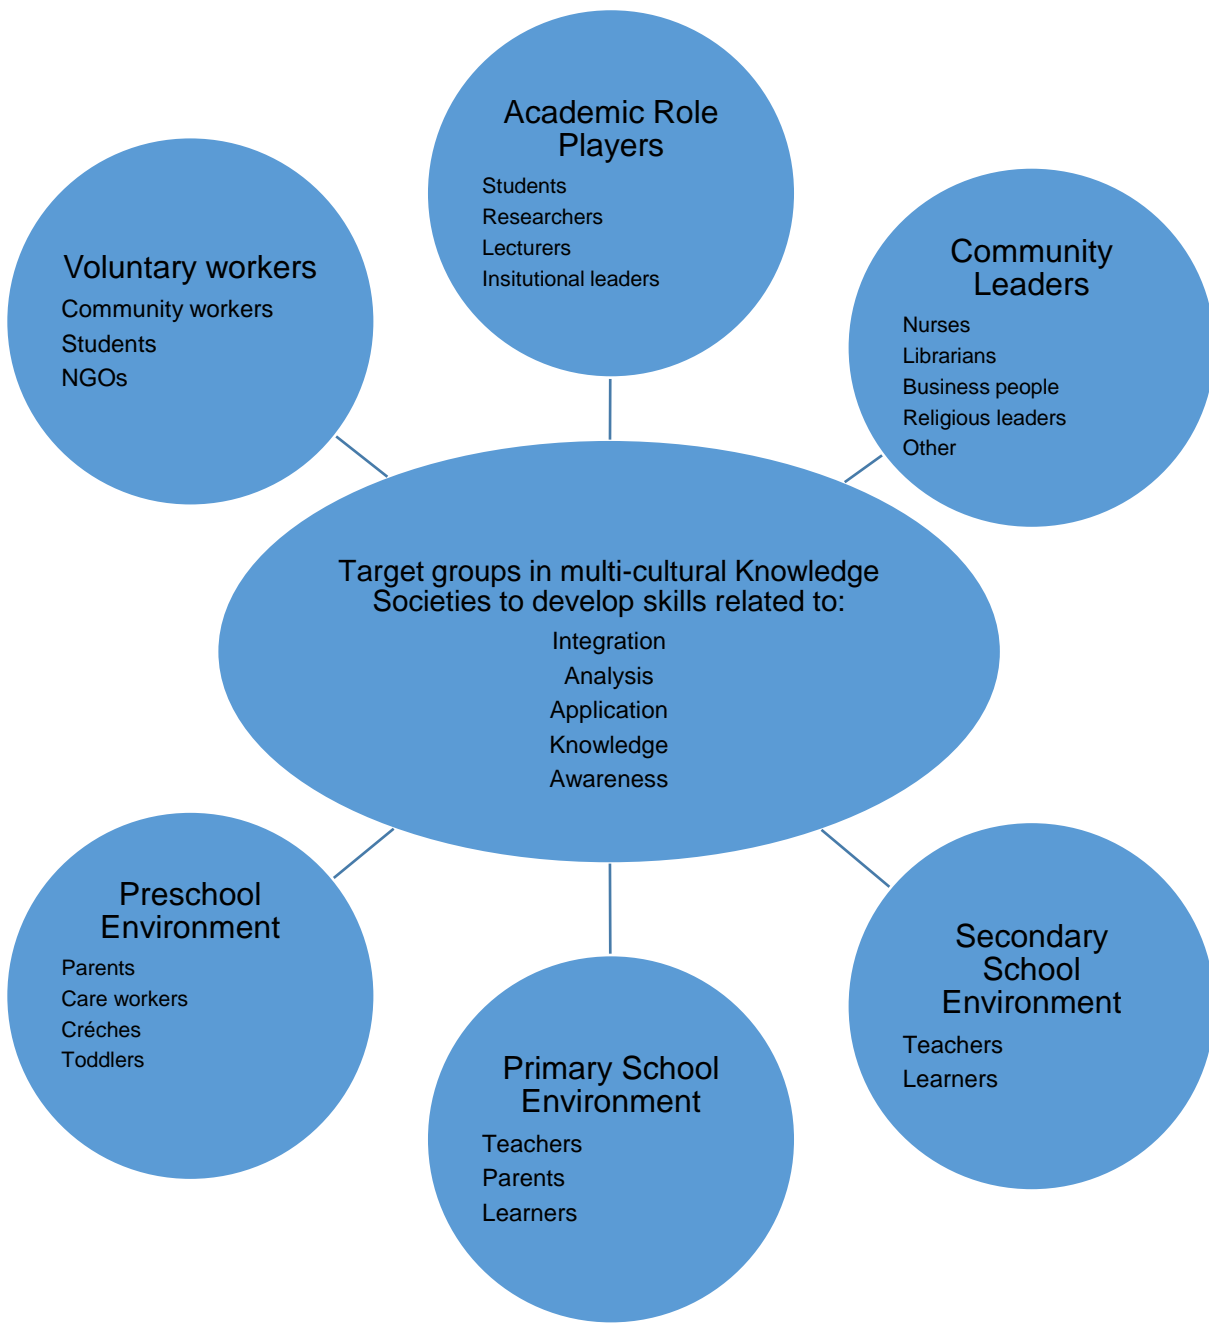 Academic Role
Players
Students
Researchers
Lecturers
Insitutional leaders
Voluntary workers
Community workers
Students
NGOs
Community
Leaders
Nurses
Librarians
Business people
Religious leaders
Other
Target groups in multi-cultural Knowledge
Societies to develop skills related to:
Integration
Analysis
Application
Knowledge
Awareness
Preschool
Environment
Parents
Care workers
Créches
Toddlers
Primary School
Environment
Teachers
Parents
Learners
Secondary
School
Environment
Teachers
Learners